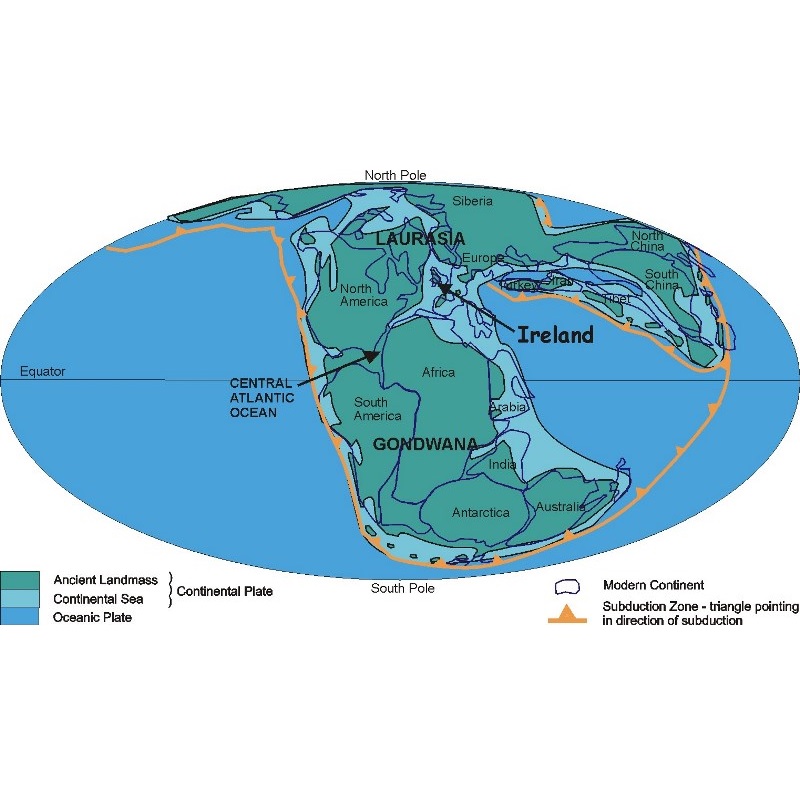 North Pole
Siberia
LAURASIA
North
China
Europe
South
China
Turkey
Iran
Tibet
North
America
Ireland
Equator
CENTRAL
ATLANTIC
OCEAN
Africa
South
America
Arabia
GONDWANA
India
Antarctica
Australia
South Pole
Ancient Landmass
Continental Sea
Continental Plate
Oceanic Plate
Modern Continent
Subduction Zone - triangle pointing
in direction of subduction